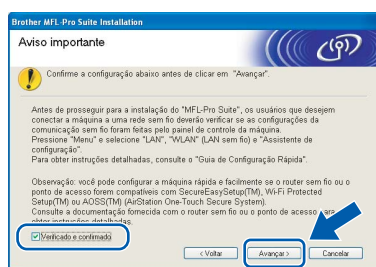 Brother MFL-Pro Suite Installation
Aviso importante
Confirme a configuração abaixo antes de clicar em "Avançar".
Antes de prosseguir para a instalação do "MFL-Pro Suite", os usuários que desejem
conectar a máquina a uma rede sem fio deverão verificar se as configurações da
comunicação sem fio foram feitas pelo painel de controle da máquina.
Pressione "Menu" e selecione "LAN", "WLAN" (LAN sem fio) e "Assistente de
configuração".
Para obter instruções detalhadas, consulte o "Guia de Configuração Rápida".
Observação: você pode configurar a máquina rápida e facilmente se o router sem fio ou o
ponto de acesso forem compatíveis com SecureEasySetup(TM), Wi-Fi Protected
Setup(TM) ou AOSS(TM) (AirStation One-Touch Secure System).
Consulte a documentação fornecida com o router sem fio ou o ponto de acesso para
obter instruções detalhadas.
Verificado e confirmado
< Voltar
Avançar >
Cancelar